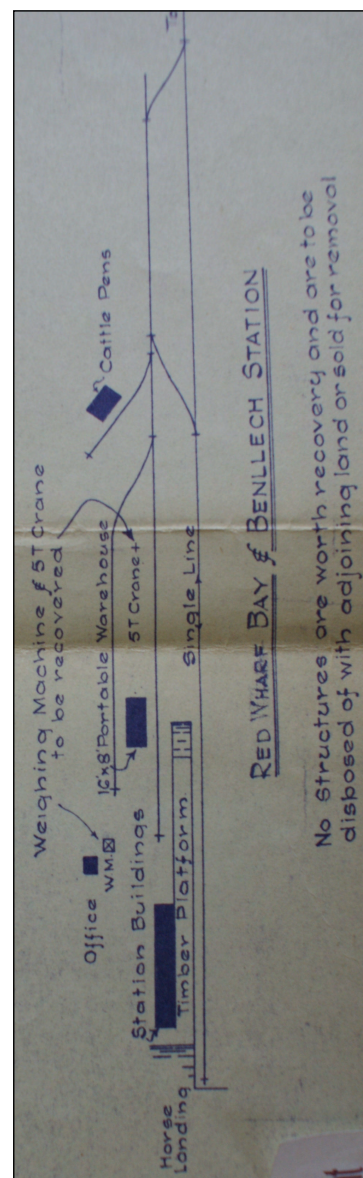 Weighing Machine & 5T Crane
to be recovered
Cattle Pens
To
Office
W.M.
16'x8' Portable Warehouse
5T Crane
Station Buildings
Timber Platform
Single Line
Horse
Landing
RED WHARF BAY & BENLLECH STATION
No structures are worth recovery and are to be
disposed of with adjoining land or sold for removal